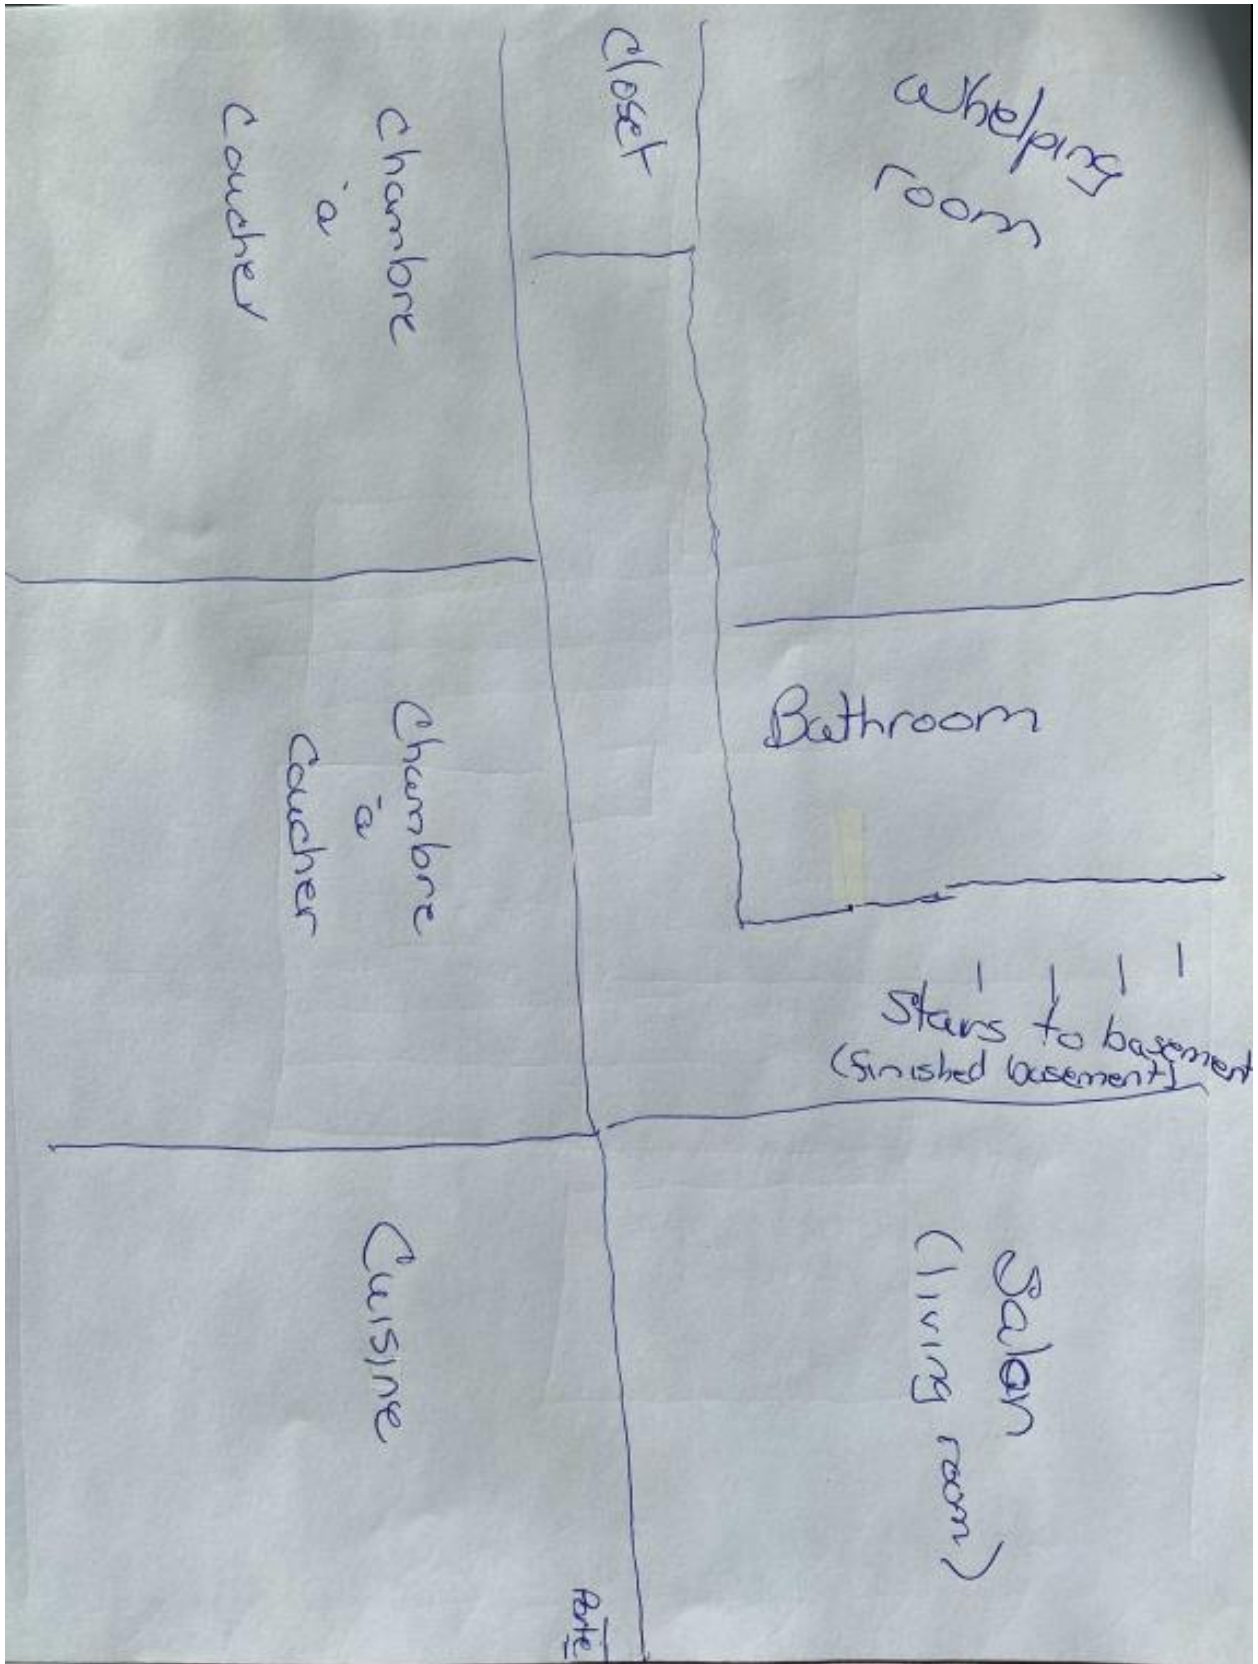 Closet
Whelping
room
Chambre
à
Coucher
Bathroom
Chambre
à
Coucher
Stairs to basement
(finished basement)
Cuisine
Salon
(living room)
Porte